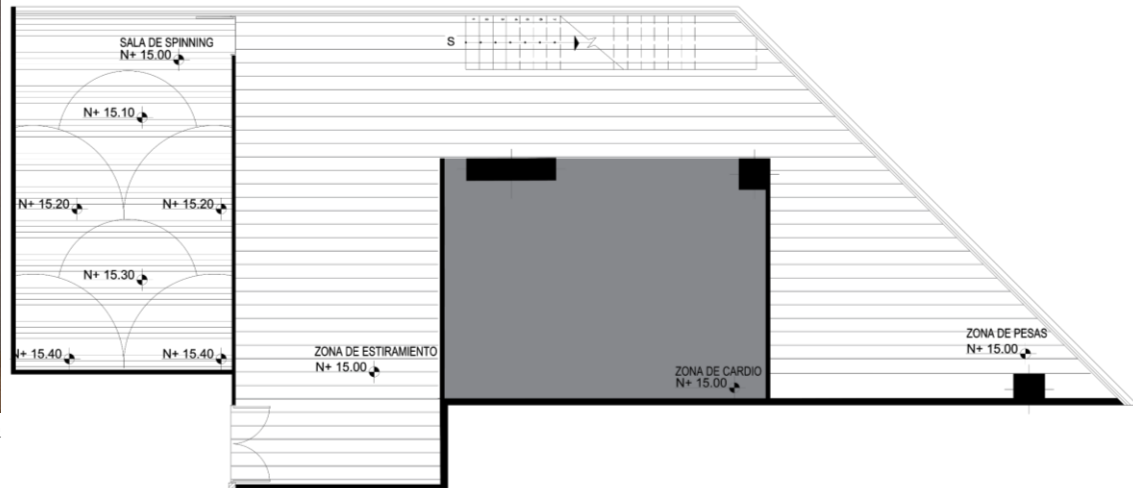 SALA DE SPINNING
N+ 15.00
S
N+ 15.10
N+ 15.20
N+ 15.20
N+ 15.30
N+ 15.40
N+ 15.40
ZONA DE ESTIRAMIENTO
N+ 15.00
ZONA DE CARDIO
N+ 15.00
ZONA DE PESAS
N+ 15.00